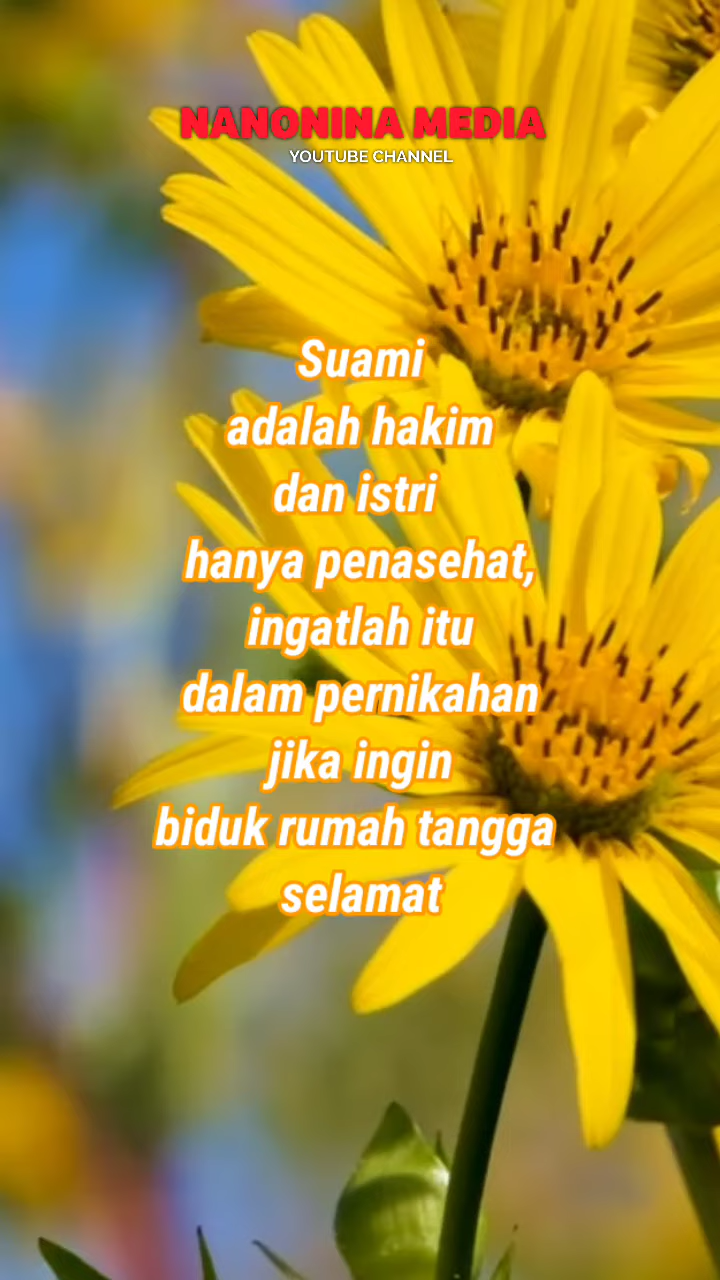 NANONINA MEDIA
YOUTUBE CHANNEL
Suami
adalah hakim
dan istri
hanya penasehat,
ingatlah itu
dalam pernikahan
jika ingin
biduk rumah tangga
selamat